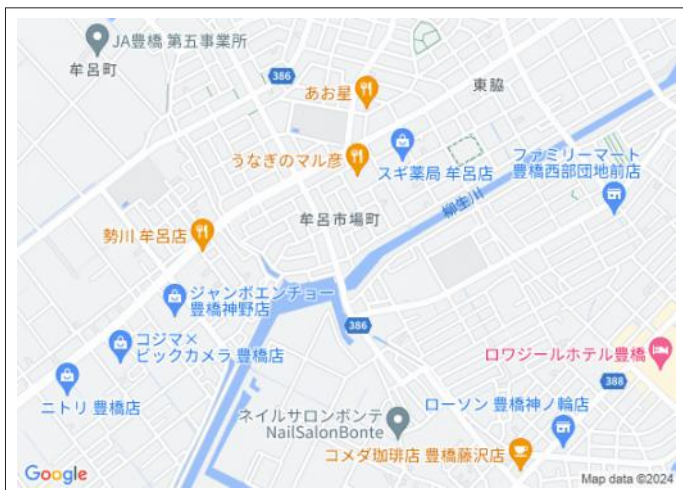 JA豊橋 第五事業所
牟呂町
386
あお星
東脇
うなぎのマル彦
スギ薬局 牟呂店
ファミリーマート
豊橋西部団地前店
柳生川
牟呂市場町
勢川 牟呂店
ジャンボエンチョー
豊橋神野店
386
コジマ×
ビックカメラ 豊橋店
ロワジールホテル豊橋
388
ニトリ 豊橋店
ネイルサロンボンテ
NailSalonBonte
ローソン 豊橋神ノ輪店
コメダ珈琲店 豊橋藤沢店
Google
Map data ©2024